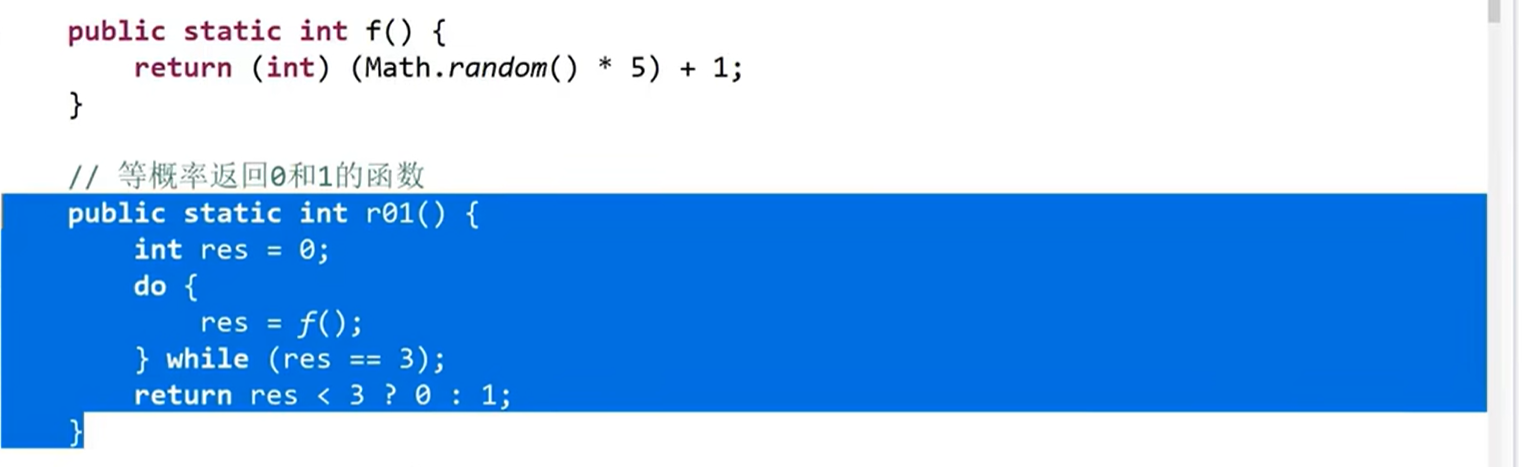 public static int f() {
return (int) (Math.random() * 5) + 1;
}
// 等概率返回0和1的函数
public static int r01() {
int res = 0;
do {
res = f();
} while (res == 3);
return res < 3 ? 0 : 1;
}